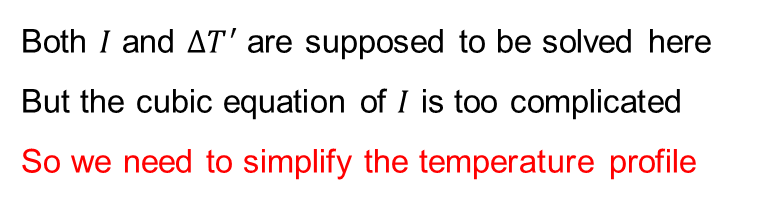 Both I and ΔT′ are supposed to be solved here
But the cubic equation of I is too complicated
So we need to simplify the temperature profile